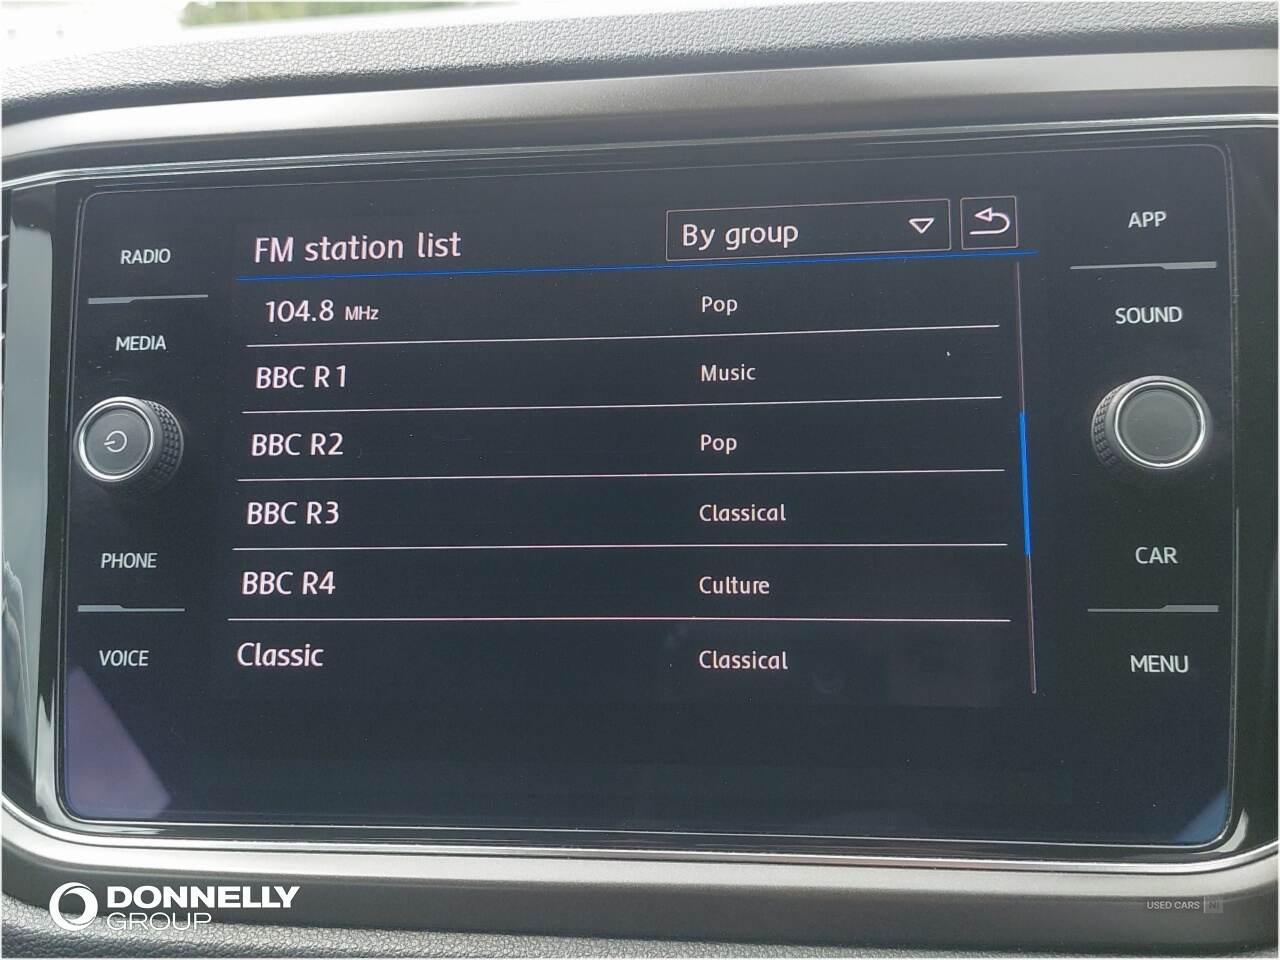 FM station list
By group
104.8 MHz Pop
BBC R1 Music
BBC R2 Pop
BBC R3 Classical
BBC R4 Culture
Classic Classical
RADIO
MEDIA
PHONE
VOICE
APP
SOUND
CAR
MENU
DONNELLY
GROUP
USED CARS NI